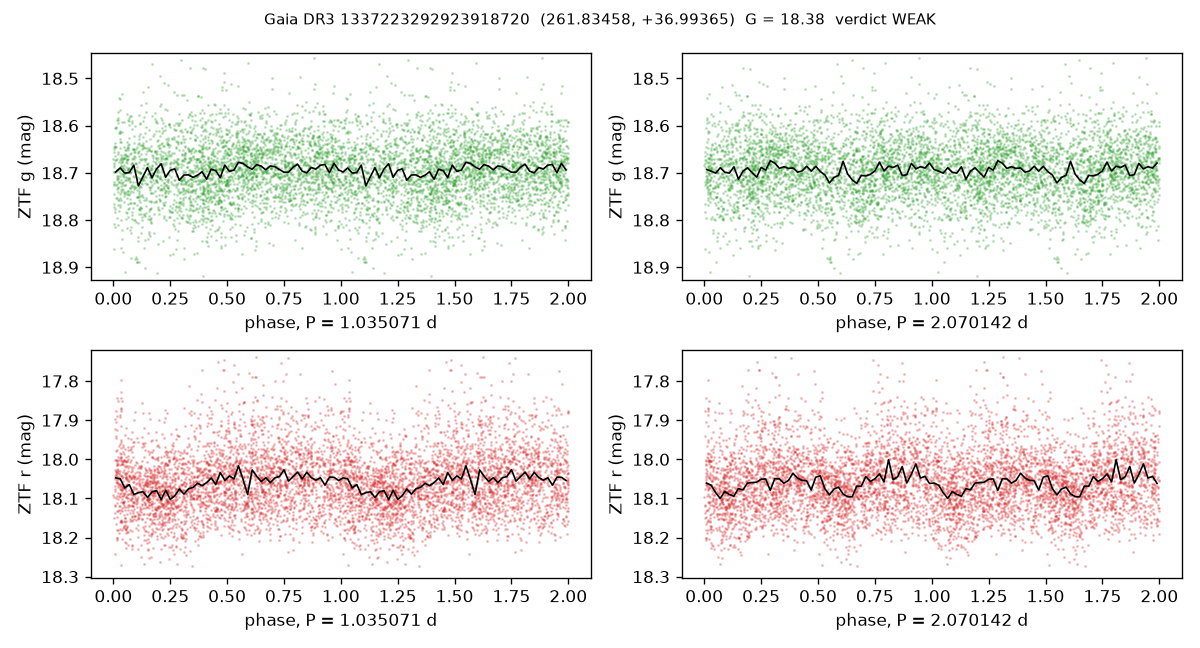 Gaia DR3 1337223292923918720  (261.83458, +36.99365)  G = 18.38  verdict WEAK
ZTF g (mag)
18.5
18.6
18.7
18.8
18.9
0.00 0.25 0.50 0.75 1.00 1.25 1.50 1.75 2.00
phase, P = 1.035071 d
ZTF g (mag)
18.5
18.6
18.7
18.8
18.9
0.00 0.25 0.50 0.75 1.00 1.25 1.50 1.75 2.00
phase, P = 2.070142 d
ZTF r (mag)
17.8
17.9
18.0
18.1
18.2
18.3
0.00 0.25 0.50 0.75 1.00 1.25 1.50 1.75 2.00
phase, P = 1.035071 d
ZTF r (mag)
17.8
17.9
18.0
18.1
18.2
18.3
0.00 0.25 0.50 0.75 1.00 1.25 1.50 1.75 2.00
phase, P = 2.070142 d